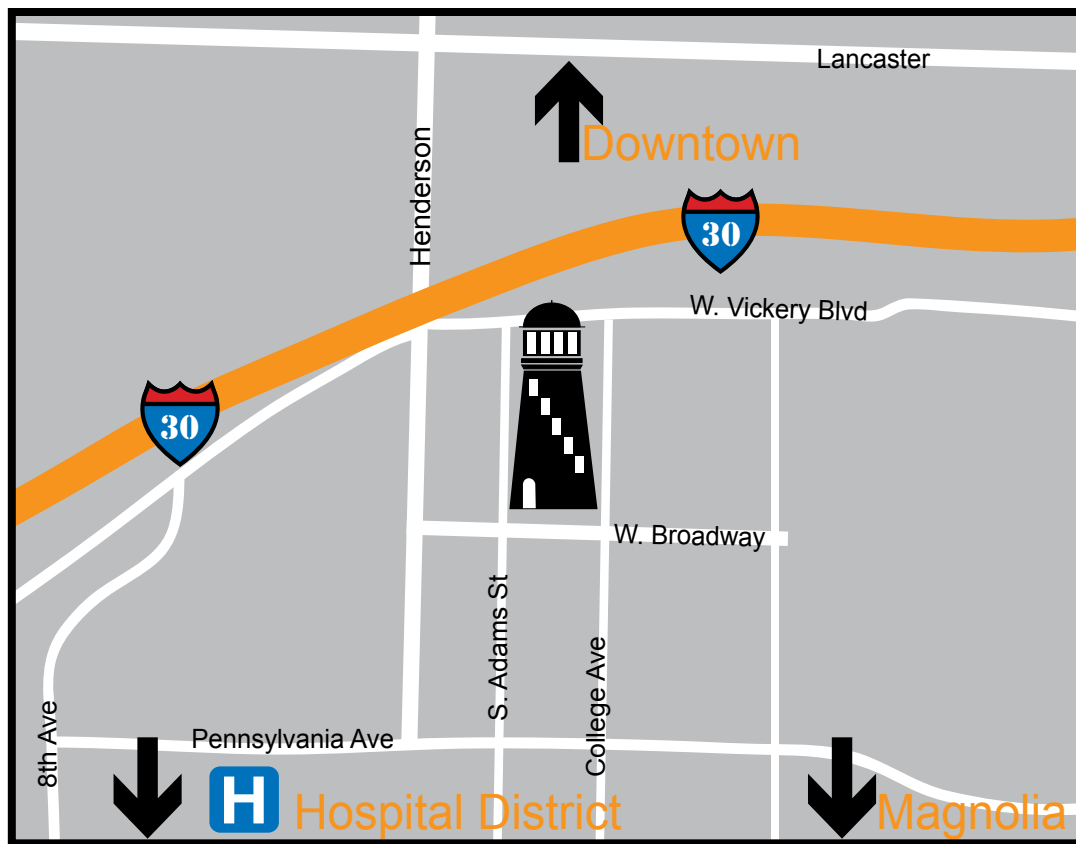 Lancaster
Downtown
Henderson
30
W. Vickery Blvd
30
W. Broadway
S. Adams St
College Ave
8th Ave
Pennsylvania Ave
H
Hospital District
Magnolia